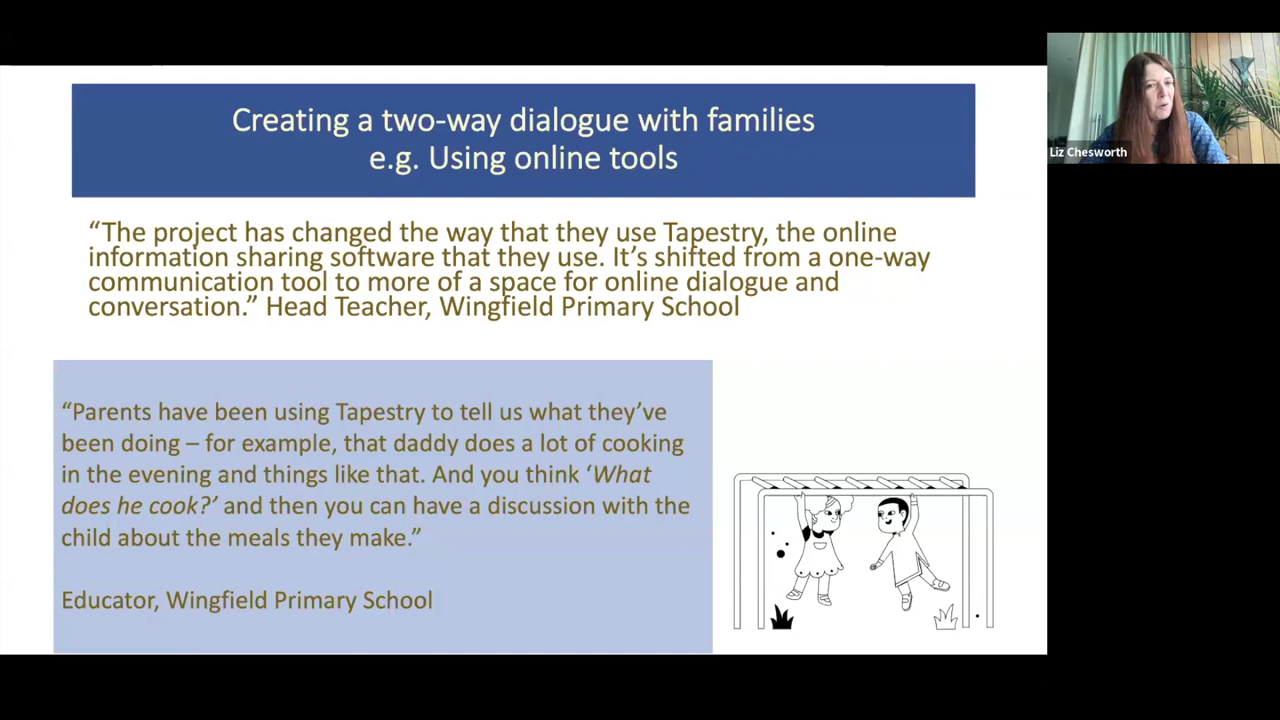 Creating a two-way dialogue with families
e.g. Using online tools
“The project has changed the way that they use Tapestry, the online
information sharing software that they use. It’s shifted from a one-way
communication tool to more of a space for online dialogue and
conversation.” Head Teacher, Wingfield Primary School
“Parents have been using Tapestry to tell us what they’ve
been doing – for example, that daddy does a lot of cooking
in the evening and things like that. And you think ‘What
does he cook?’ and then you can have a discussion with the
child about the meals they make.”
Educator, Wingfield Primary School
Liz Chesworth